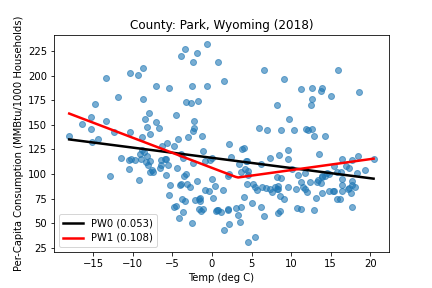 County: Park, Wyoming (2018)
Per-Capita Consumption (MMBtu/1000 Households)
225
200
175
150
125
100
75
50
25
PW0 (0.053)
PW1 (0.108)
−15 −10 −5 0 5 10 15 20
Temp (deg C)